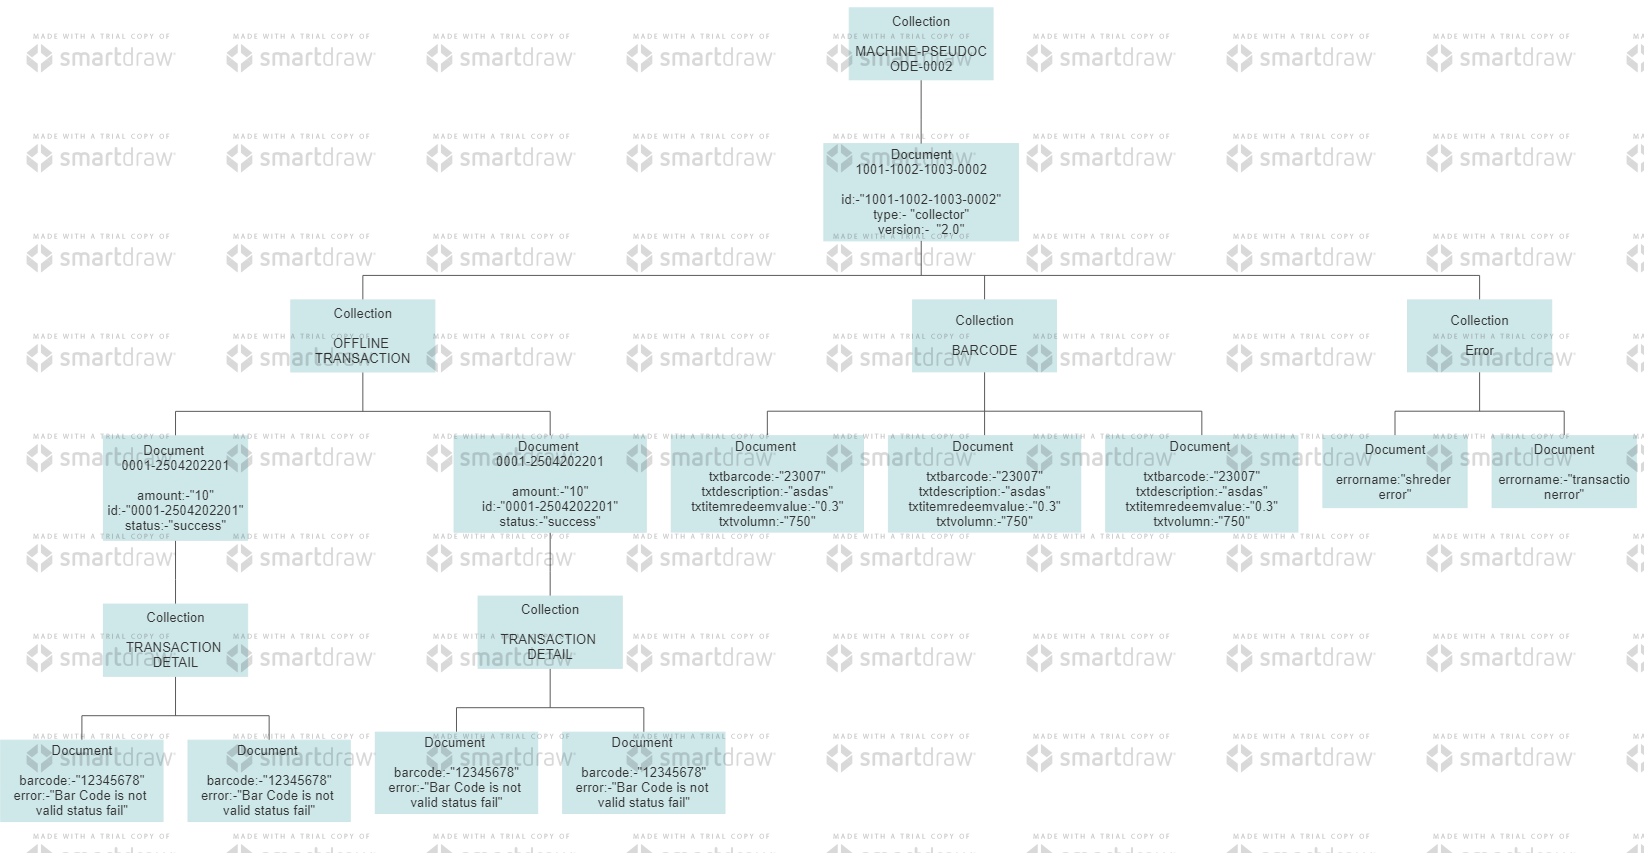 Collection
MACHINE-PSEUDOC
ODE-0002
Document
1001-1002-1003-0002
id:-"1001-1002-1003-0002"
type:- "collector"
version:-  "2.0"
Collection
OFFLINE
TRANSACTION
Collection
BARCODE
Collection
Error
Document
0001-2504202201
amount:-"10"
id:-"0001-2504202201"
status:-"success"
Document
0001-2504202201
amount:-"10"
id:-"0001-2504202201"
status:-"success"
Document
txtbarcode:-"23007"
txtdescription:-"asdas"
txtitemredeemvalue:-"0.3"
txtvolumn:-"750"
Document
txtbarcode:-"23007"
txtdescription:-"asdas"
txtitemredeemvalue:-"0.3"
txtvolumn:-"750"
Document
txtbarcode:-"23007"
txtdescription:-"asdas"
txtitemredeemvalue:-"0.3"
txtvolumn:-"750"
Document
errorname:"shreder
error"
Document
errorname:-"transactio
nerror"
Collection
TRANSACTION
DETAIL
Collection
TRANSACTION
DETAIL
Document
barcode:-"12345678"
error:-"Bar Code is not
valid status fail"
Document
barcode:-"12345678"
error:-"Bar Code is not
valid status fail"
Document
barcode:-"12345678"
error:-"Bar Code is not
valid status fail"
Document
barcode:-"12345678"
error:-"Bar Code is not
valid status fail"
MADE WITH A TRIAL COPY OF
smartdraw